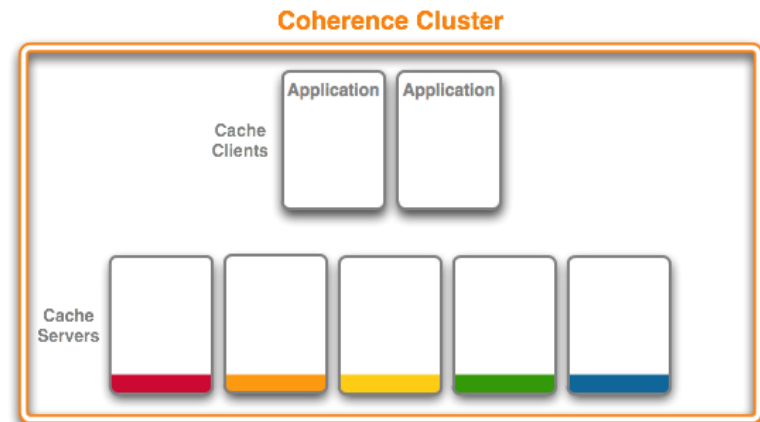 Coherence Cluster
Application Application
Cache
Clients
Cache
Servers